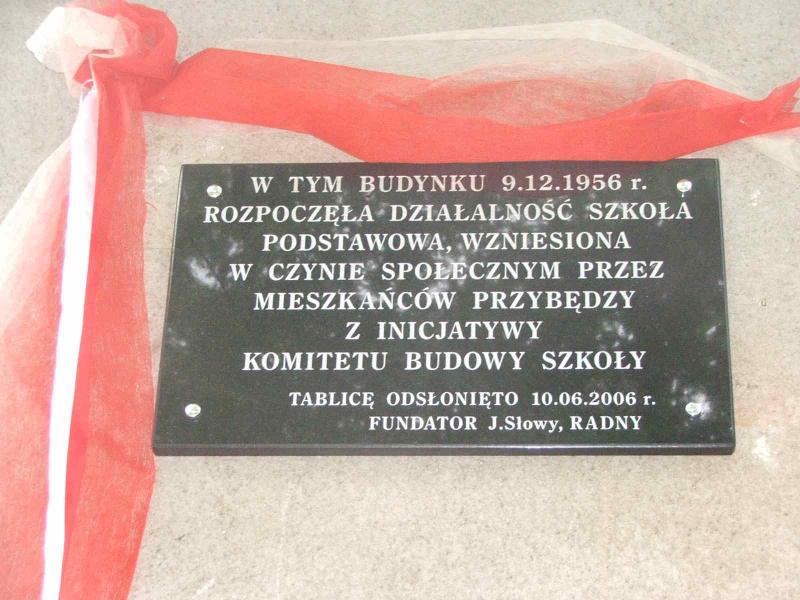 W TYM BUDYNKU 9.12.1956 r.
ROZPOCZĘŁA DZIAŁALNOŚĆ SZKOŁA
PODSTAWOWA, WZNIESIONA
W CZYNIE SPOŁECZNYM PRZEZ
MIESZKAŃCÓW PRZYBĘDZY
Z INICJATYWY
KOMITETU BUDOWY SZKOŁY
TABLICĘ ODSŁONIĘTO 10.06.2006 r.
FUNDATOR J.Słowy, RADNY